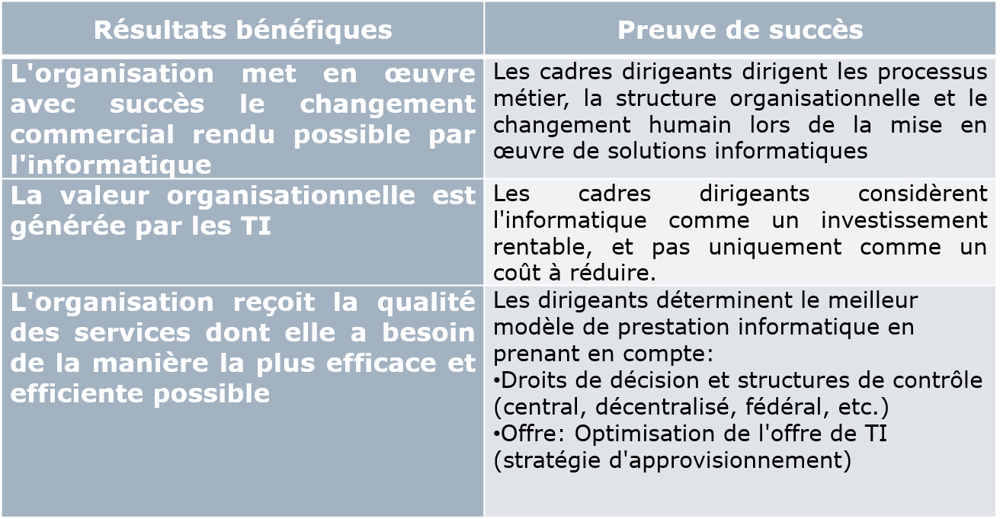 Résultats bénéfiques
Preuve de succès
L'organisation met en œuvre
avec succès le changement
commercial rendu possible par
l'informatique
Les cadres dirigeants dirigent les processus
métier, la structure organisationnelle et le
changement humain lors de la mise en
œuvre de solutions informatiques
La valeur organisationnelle est
générée par les TI
Les cadres dirigeants considèrent
l'informatique comme un investissement
rentable, et pas uniquement comme un
coût à réduire.
L'organisation reçoit la qualité
des services dont elle a besoin
de la manière la plus efficace et
efficiente possible
Les dirigeants déterminent le meilleur
modèle de prestation informatique en
prenant en compte:
•Droits de décision et structures de contrôle
(central, décentralisé, fédéral, etc.)
•Offre: Optimisation de l'offre de TI
(stratégie d'approvisionnement)